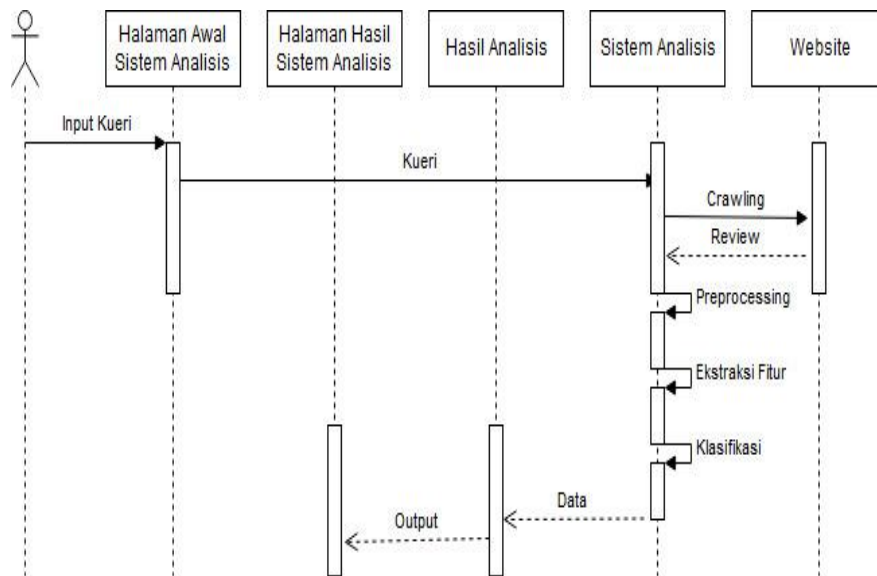 Halaman Awal
Sistem Analisis
Halaman Hasil
Sistem Analisis
Hasil Analisis
Sistem Analisis
Website
Input Kueri
Kueri
Crawling
Review
Preprocessing
Ekstraksi Fitur
Klasifikasi
Data
Output